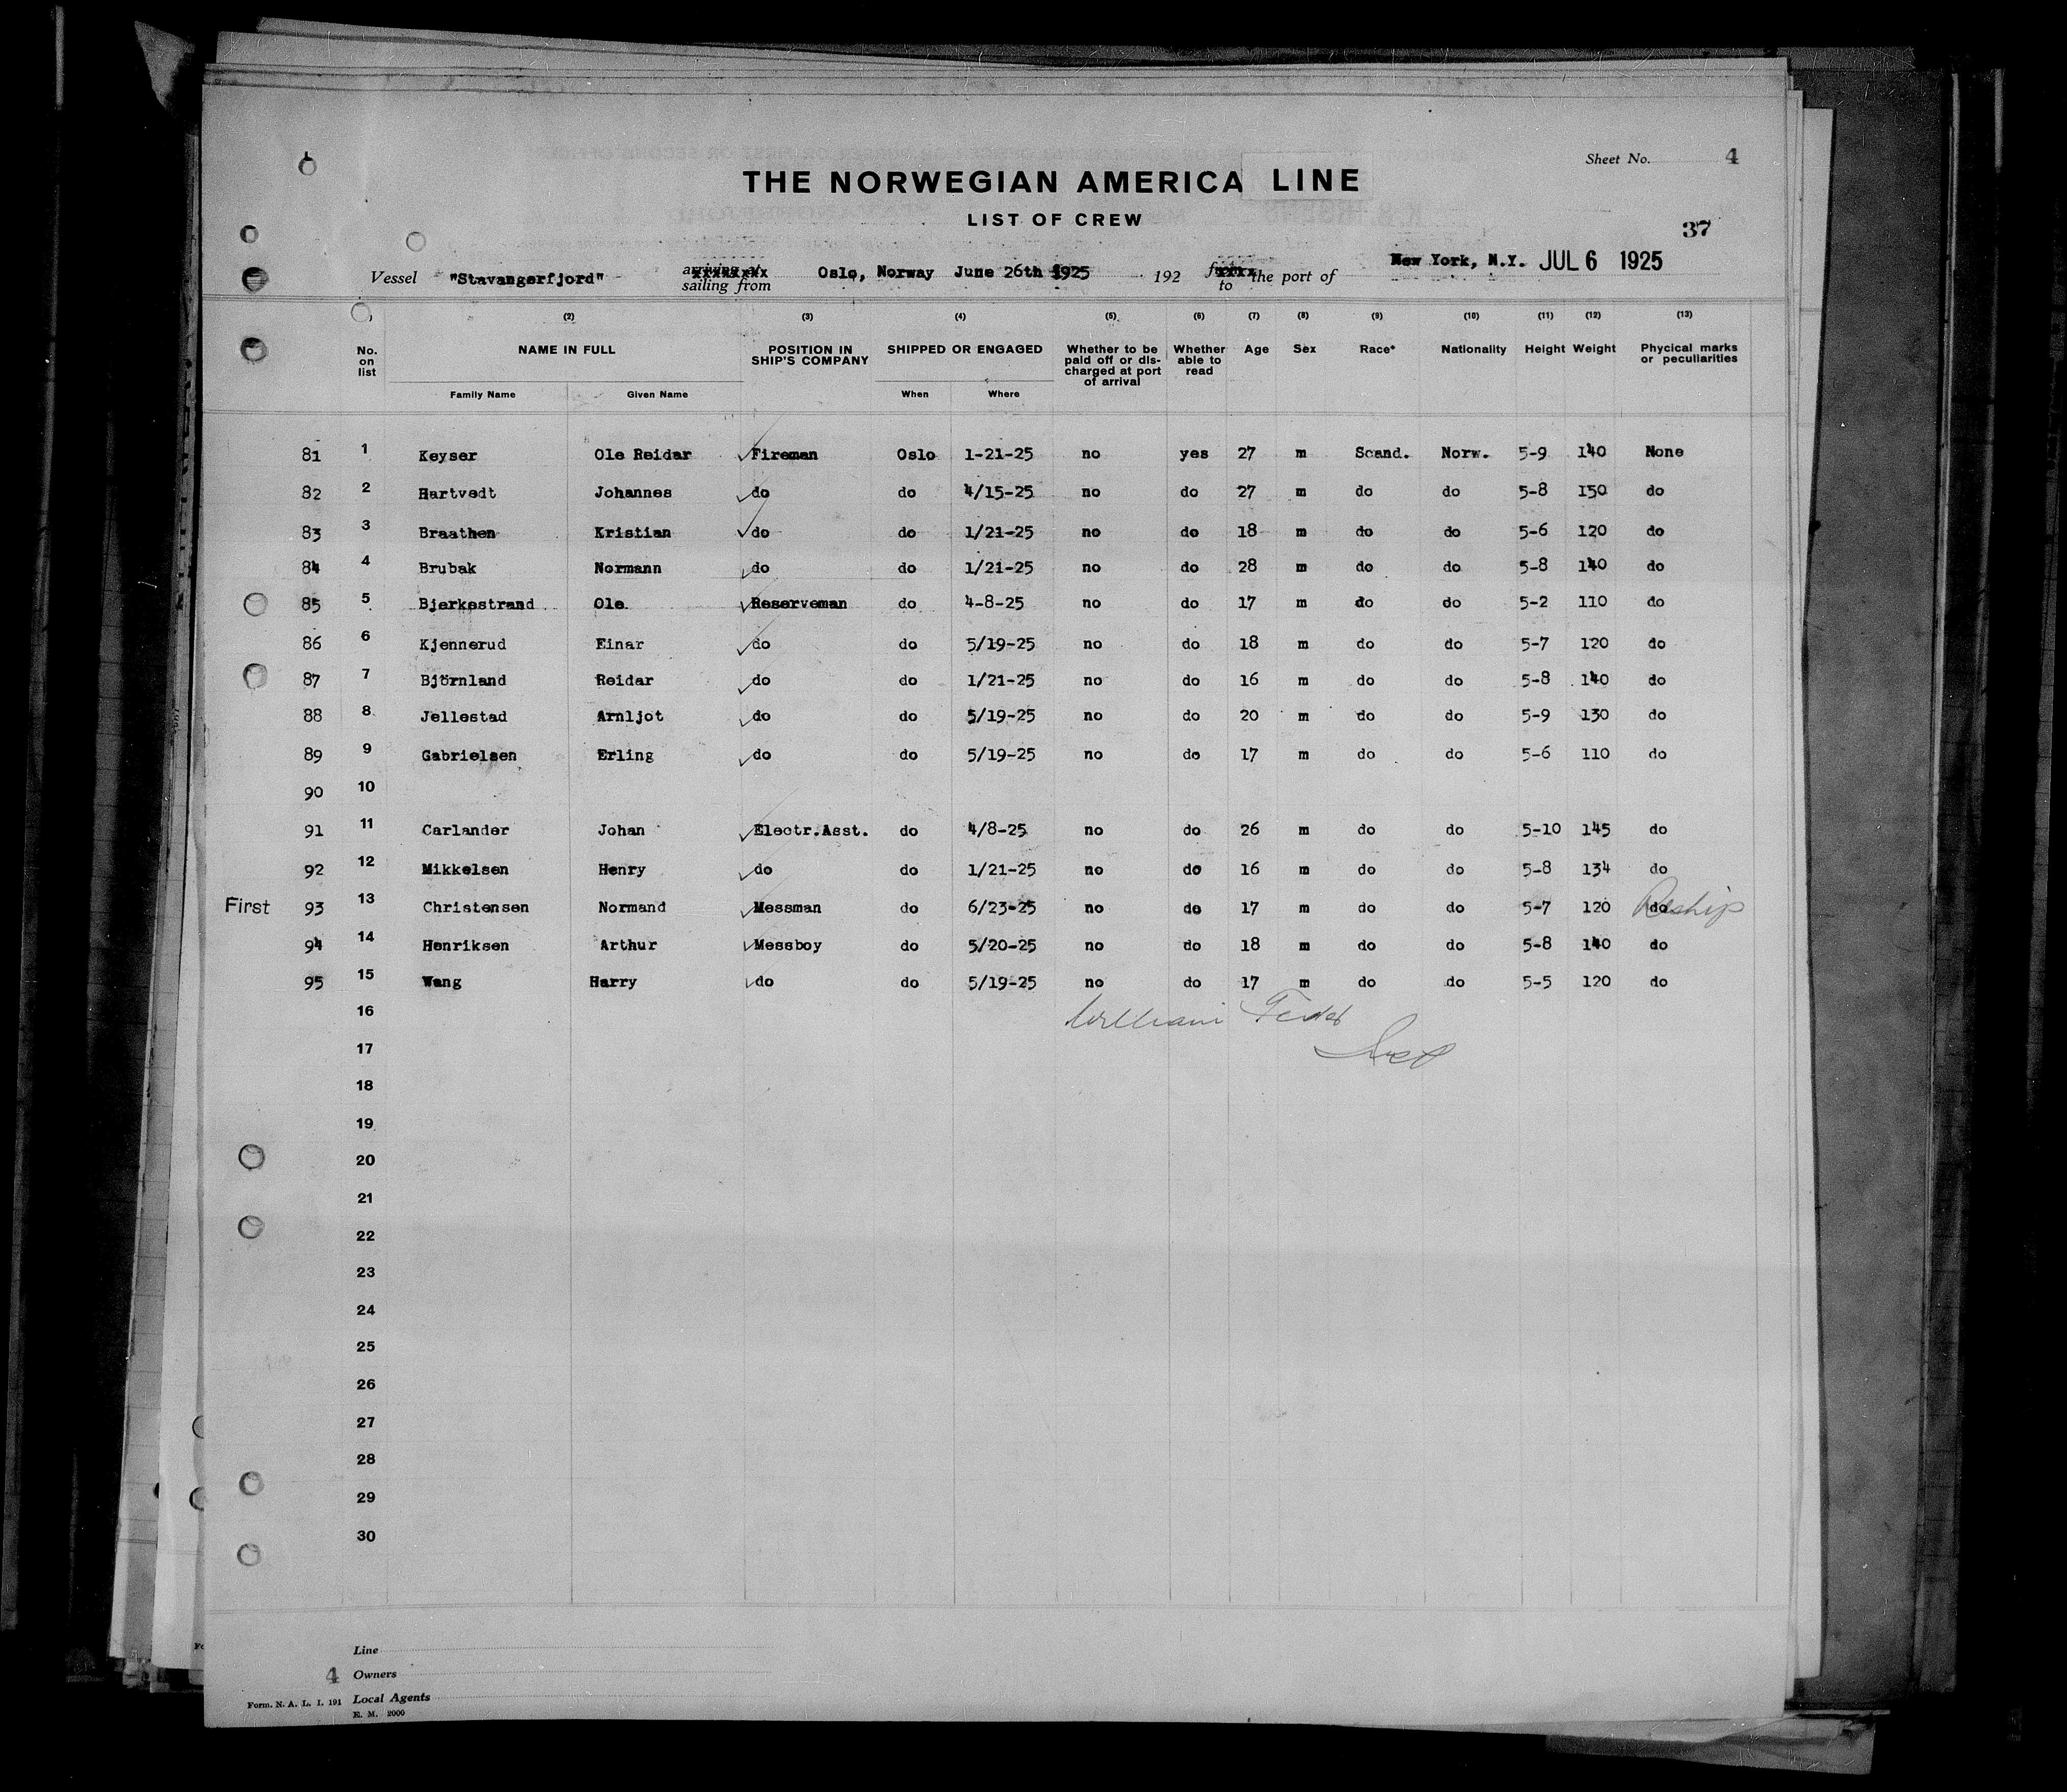 Sheet No. 4
THE NORWEGIAN AMERICA LINE
LIST OF CREW
37
Vessel "Stavangerfjord" sailing from Oslo, Norway June 26th 1925 192 to the port of New York, N.Y. JUL 6 1925
(2) (3) (4) (5) (6) (7) (8) (9) (10) (11) (12) (13)
No. on list NAME IN FULL POSITION IN SHIP'S COMPANY SHIPPED OR ENGAGED Whether to be paid off or discharged at port of arrival Whether able to read Age Sex Race* Nationality Height Weight Phycical marks or peculiarities
Family Name Given Name When Where
81 1 Keyser Ole Reidar Fireman Oslo 1-21-25 no yes 27 m Scand. Norw. 5-9 140 None
82 2 Hartvedt Johannes do do 4/15-25 no do 27 m do do 5-8 150 do
83 3 Braathen Kristian do do 1/21-25 no do 18 m do do 5-6 120 do
84 4 Brubak Normann do do 1/21-25 no do 28 m do do 5-8 140 do
85 5 Bjerkestrand Ole Reserveman do 4-8-25 no do 17 m do do 5-2 110 do
86 6 Kjennerud Einar do do 5/19-25 no do 18 m do do 5-7 120 do
87 7 Björnland Reidar do do 1/21-25 no do 16 m do do 5-8 140 do
88 8 Jellestad Arnljot do do 5/19-25 no do 20 m do do 5-9 130 do
89 9 Gabrielsen Erling do do 5/19-25 no do 17 m do do 5-6 110 do
90 10
91 11 Carlander Johan Electr.Asst. do 4/8-25 no do 26 m do do 5-10 145 do
92 12 Mikkelsen Henry do do 1/21-25 no do 16 m do do 5-8 134 do
First 93 13 Christensen Normand Messman do 6/23-25 no do 17 m do do 5-7 120 do Reship
94 14 Henriksen Arthur Messboy do 5/20-25 no do 18 m do do 5-8 140 do
95 15 Wang Harry do do 5/19-25 no do 17 m do do 5-5 120 do
16 William
17
18
19
20
21
22
23
24
25
26
27
28
29
30
Line
4 Owners
Form. N. A. L. I. 191 Local Agents
E. M. 2000